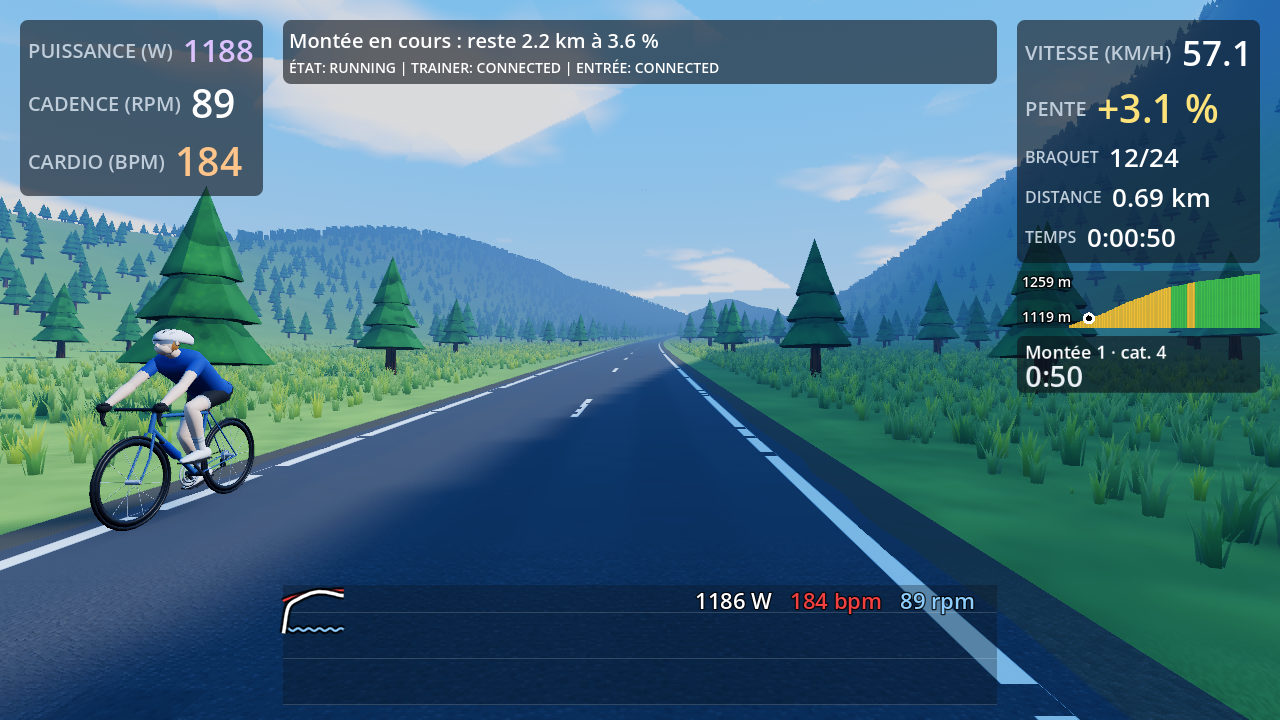 PUISSANCE (W) 1188
CADENCE (RPM) 89
CARDIO (BPM) 184
Montée en cours : reste 2.2 km à 3.6 %
ÉTAT: RUNNING | TRAINER: CONNECTED | ENTRÉE: CONNECTED
VITESSE (KM/H) 57.1
PENTE +3.1 %
BRAQUET 12/24
DISTANCE 0.69 km
TEMPS 0:00:50
1259 m
1119 m
Montée 1 · cat. 4
0:50
1186 W 184 bpm 89 rpm